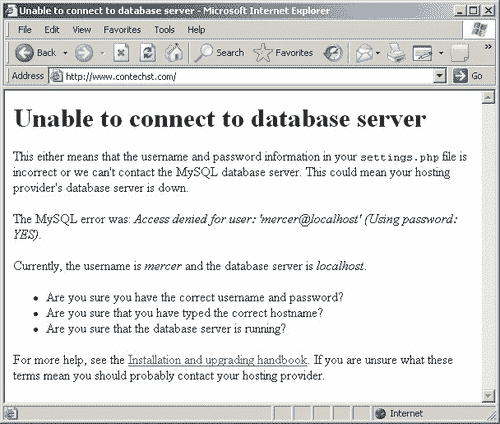 Unable to connect to database server - Microsoft Internet Explorer
File Edit View Favorites Tools Help
Back Search Favorites
Address http://www.contechst.com/ Go
Unable to connect to database server
This either means that the username and password information in your settings.php file is
incorrect or we can't contact the MySQL database server. This could mean your hosting
provider's database server is down.
The MySQL error was: Access denied for user: 'mercer@localhost' (Using password:
YES).
Currently, the username is mercer and the database server is localhost.
• Are you sure you have the correct username and password?
• Are you sure that you have typed the correct hostname?
• Are you sure that the database server is running?
For more help, see the Installation and upgrading handbook. If you are unsure what these
terms mean you should probably contact your hosting provider.
Internet